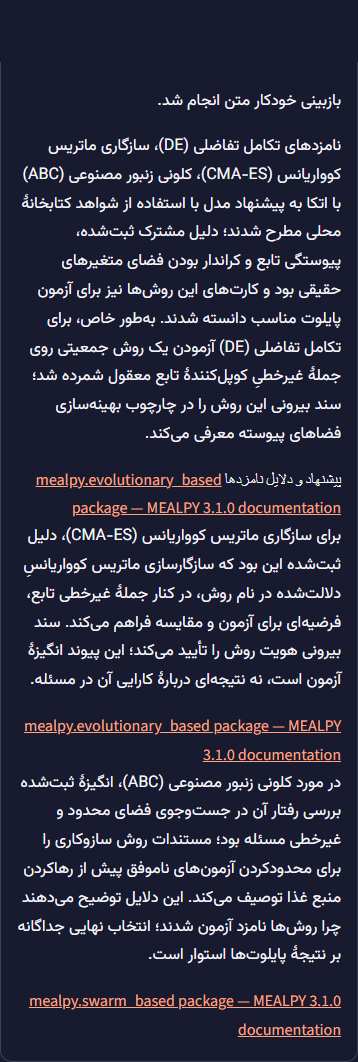 بازبینی خودکار متن انجام شد.
نامزدهای تکامل تفاضلی (DE)، سازگاری ماتریس
کوواریانس (CMA-ES)، کلونی زنبور مصنوعی (ABC)
با اتکا به پیشنهاد مدل با استفاده از شواهد کتابخانهٔ
محلی مطرح شدند؛ دلیل مشترک ثبت‌شده،
پیوستگی تابع و کران‌دار بودن فضای متغیرهای
حقیقی بود و کارت‌های این روش‌ها نیز برای آزمون
پایلوت مناسب دانسته شدند. به‌طور خاص، برای
تکامل تفاضلی (DE) آزمودن یک روش جمعیتی روی
جملهٔ غیرخطیِ کوپل‌کنندهٔ تابع معقول شمرده شد؛
سند بیرونی این روش را در چارچوب بهینه‌سازی
فضاهای پیوسته معرفی می‌کند.
پیشنهاد و دلایل نامزدها mealpy.evolutionary_based
package — MEALPY 3.1.0 documentation
برای سازگاری ماتریس کوواریانس (CMA-ES)، دلیل
ثبت‌شده این بود که سازگارسازی ماتریس کوواریانسِ
دلالت‌شده در نام روش، در کنار جملهٔ غیرخطی تابع،
فرضیه‌ای برای آزمون و مقایسه فراهم می‌کند. سند
بیرونی هویت روش را تأیید می‌کند؛ این پیوند انگیزهٔ
آزمون است، نه نتیجه‌ای دربارهٔ کارایی آن در مسئله.
mealpy.evolutionary_based package — MEALPY
3.1.0 documentation
در مورد کلونی زنبور مصنوعی (ABC)، انگیزهٔ ثبت‌شده
بررسی رفتار آن در جست‌وجوی فضای محدود و
غیرخطی مسئله بود؛ مستندات روش سازوکاری را
برای محدودکردن آزمون‌های ناموفق پیش از رهاکردن
منبع غذا توصیف می‌کند. این دلایل توضیح می‌دهند
چرا روش‌ها نامزد آزمون شدند؛ انتخاب نهایی جداگانه
بر نتیجهٔ پایلوت‌ها استوار است.
mealpy.swarm_based package — MEALPY 3.1.0
documentation